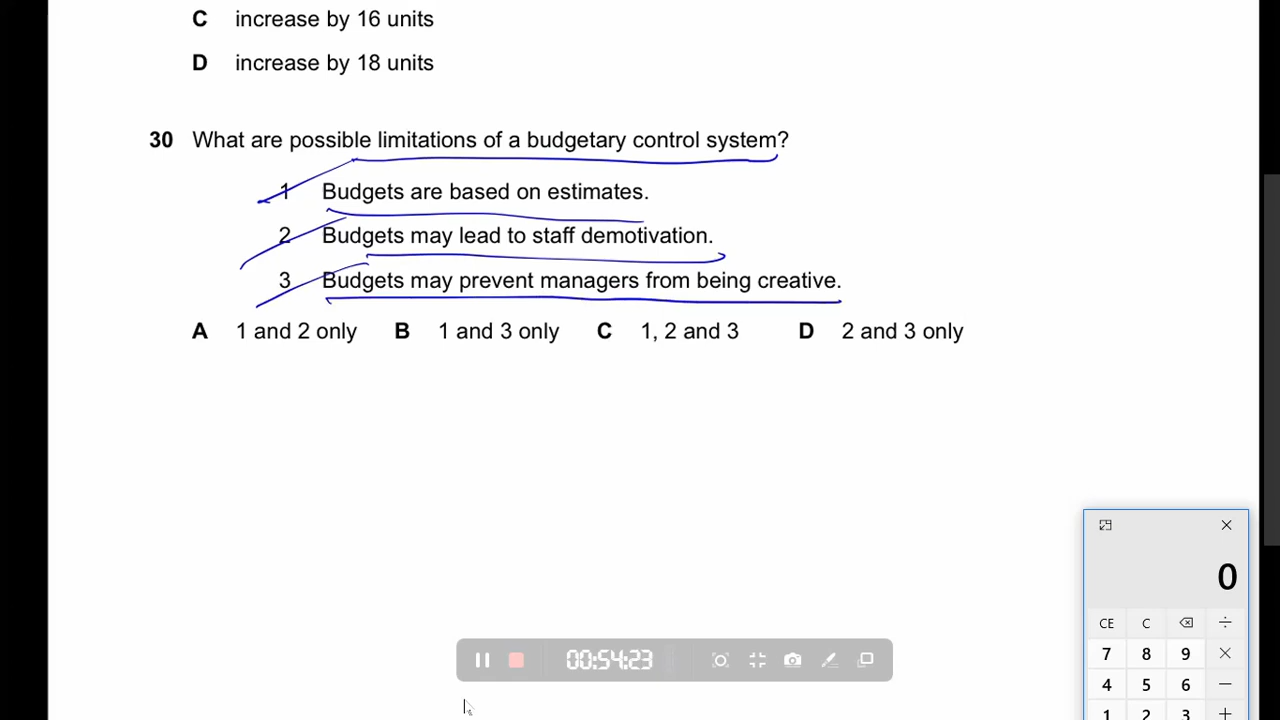 C increase by 16 units
D increase by 18 units
30 What are possible limitations of a budgetary control system?
1 Budgets are based on estimates.
2 Budgets may lead to staff demotivation.
3 Budgets may prevent managers from being creative.
A 1 and 2 only B 1 and 3 only C 1, 2 and 3 D 2 and 3 only
0
CE C ÷
7 8 9 ×
4 5 6 −
1 2 3 +
00:54:23